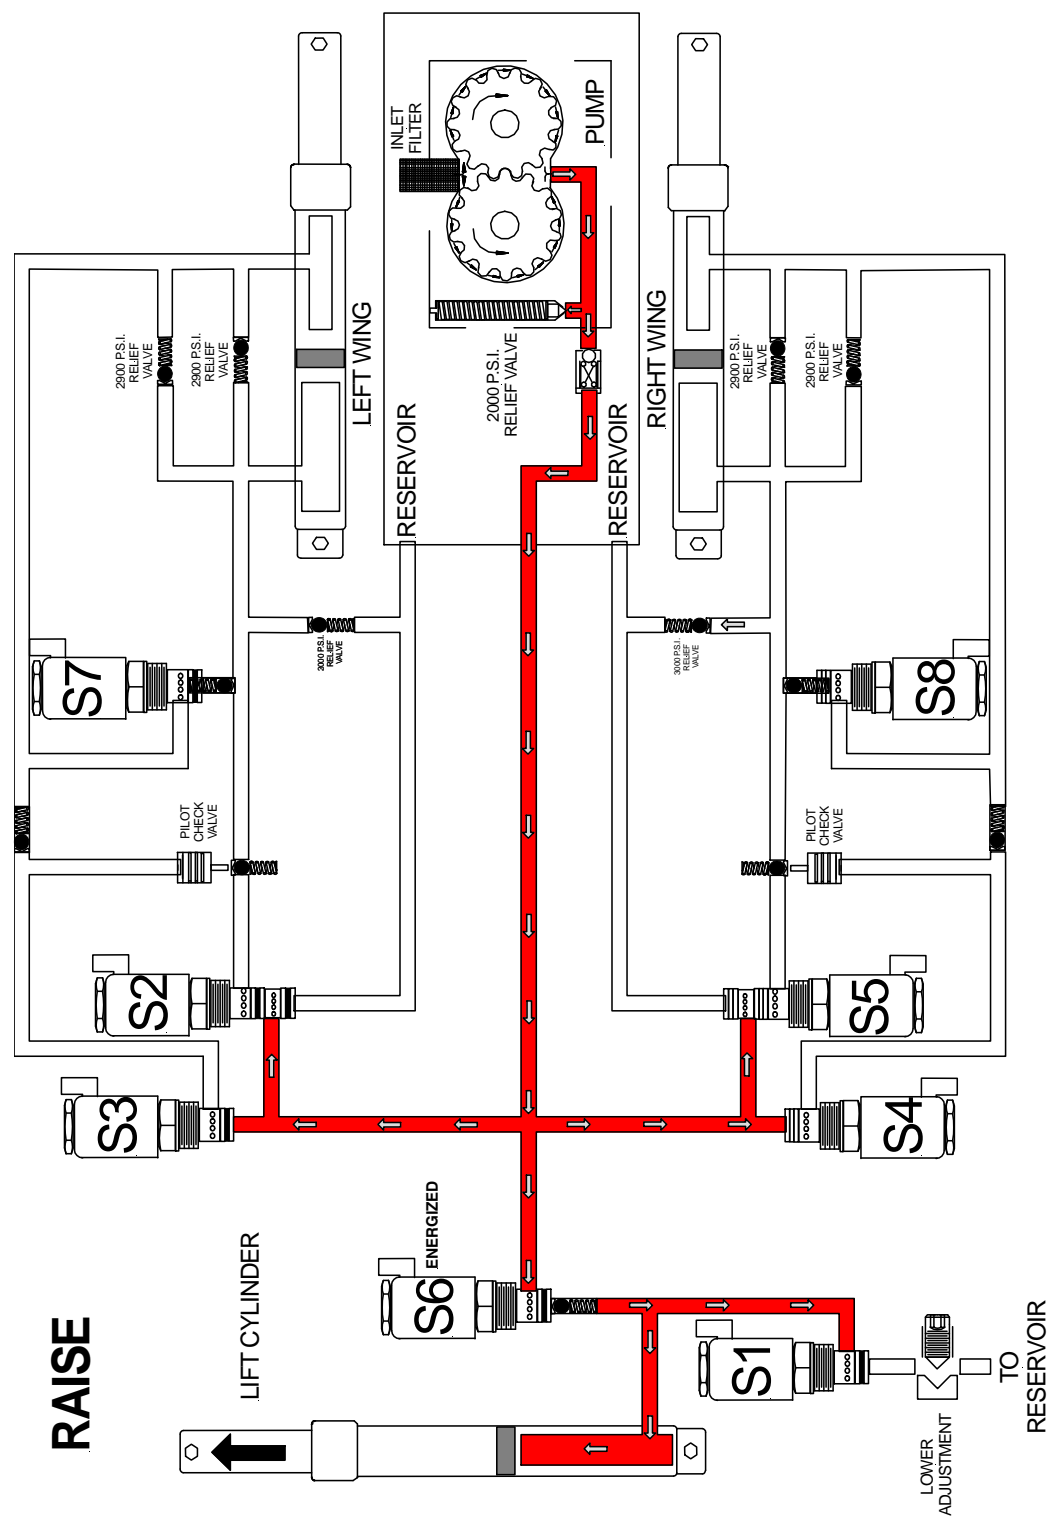 RAISE
LIFT CYLINDER
S6
ENERGIZED
S1
LOWER
ADJUSTMENT
TO
RESERVOIR
S3
S2
S4
S5
PILOT
CHECK
VALVE
PILOT
CHECK
VALVE
S7
S8
3000 P.S.I.
RELIEF
VALVE
3000 P.S.I.
RELIEF
VALVE
RESERVOIR
RESERVOIR
2900 P.S.I.
RELIEF
VALVE
2900 P.S.I.
RELIEF
VALVE
LEFT WING
2000 P.S.I.
RELIEF VALVE
RIGHT WING
2900 P.S.I.
RELIEF
VALVE
2900 P.S.I.
RELIEF
VALVE
INLET
FILTER
PUMP